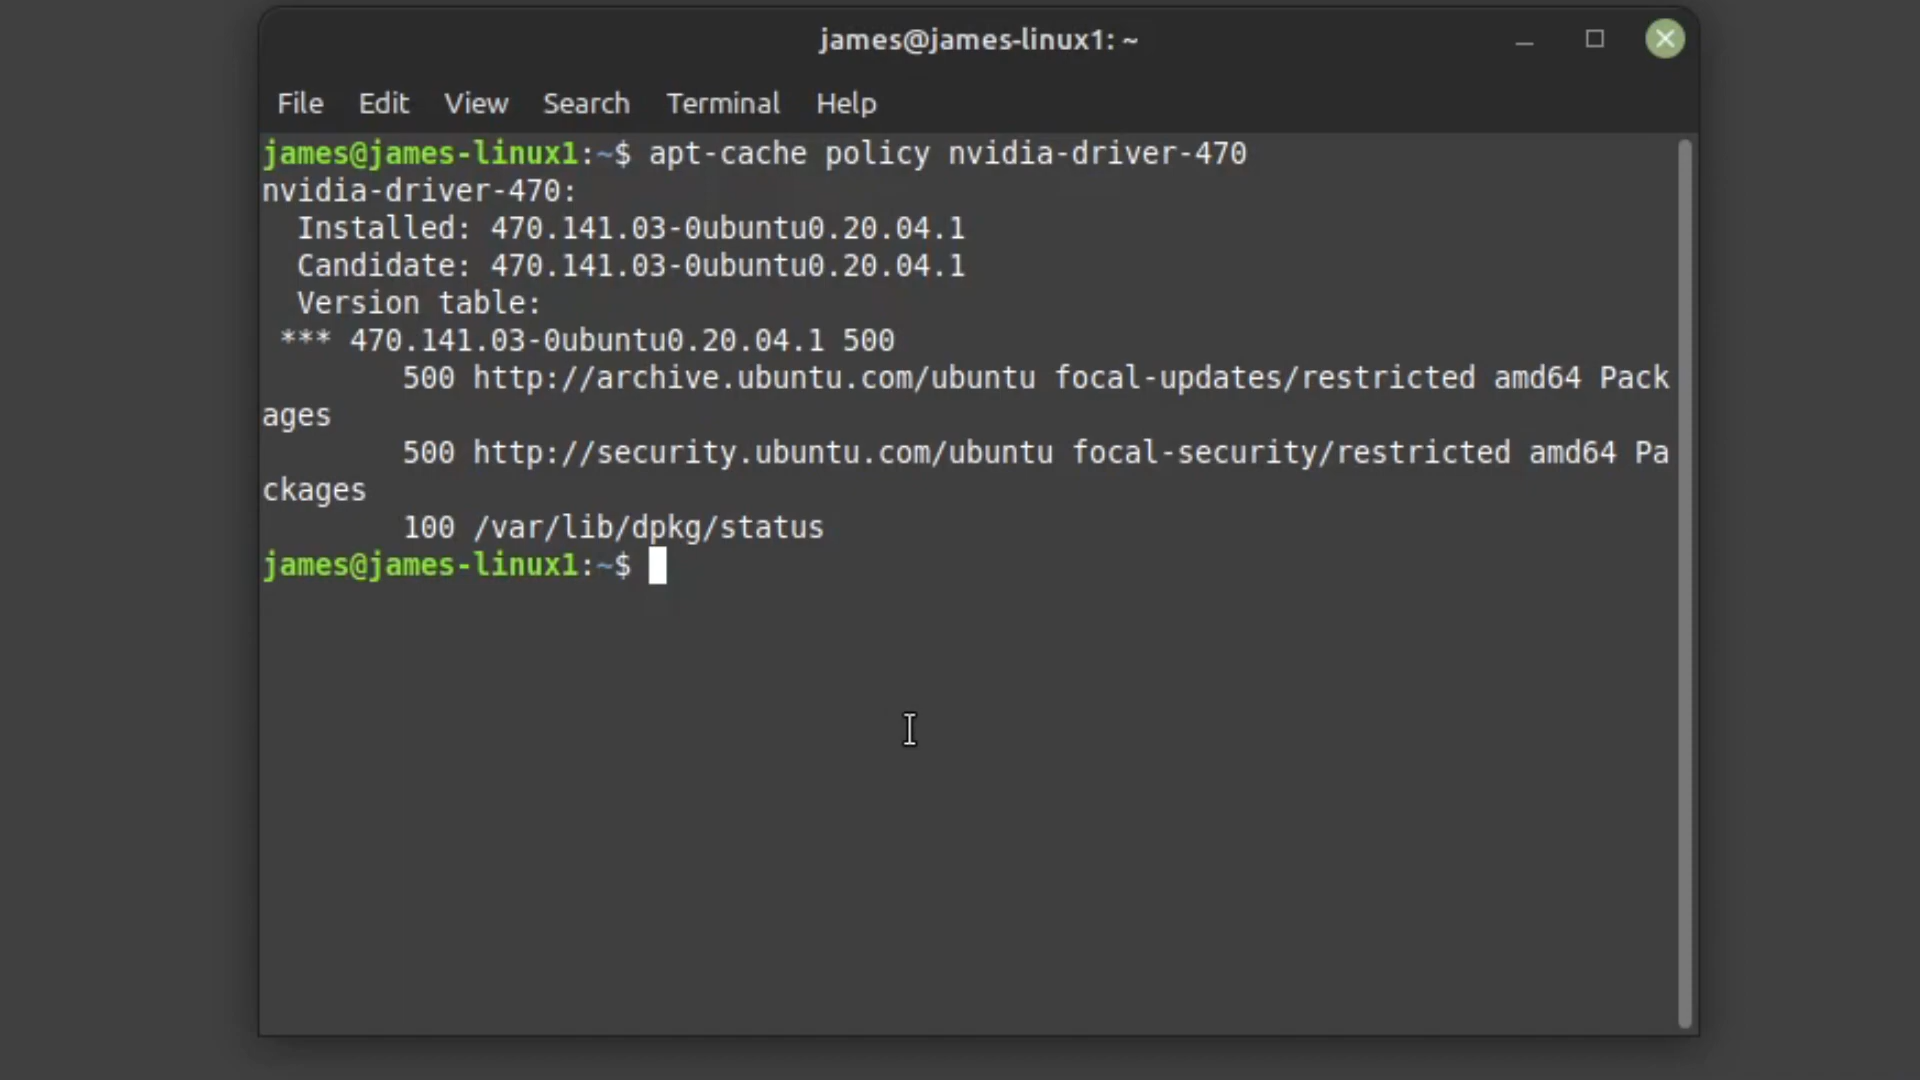 james@james-linux1: ~
File Edit View Search Terminal Help
james@james-linux1:~$ apt-cache policy nvidia-driver-470
nvidia-driver-470:
  Installed: 470.141.03-0ubuntu0.20.04.1
  Candidate: 470.141.03-0ubuntu0.20.04.1
  Version table:
 *** 470.141.03-0ubuntu0.20.04.1 500
        500 http://archive.ubuntu.com/ubuntu focal-updates/restricted amd64 Pack
ages
        500 http://security.ubuntu.com/ubuntu focal-security/restricted amd64 Pa
ckages
        100 /var/lib/dpkg/status
james@james-linux1:~$